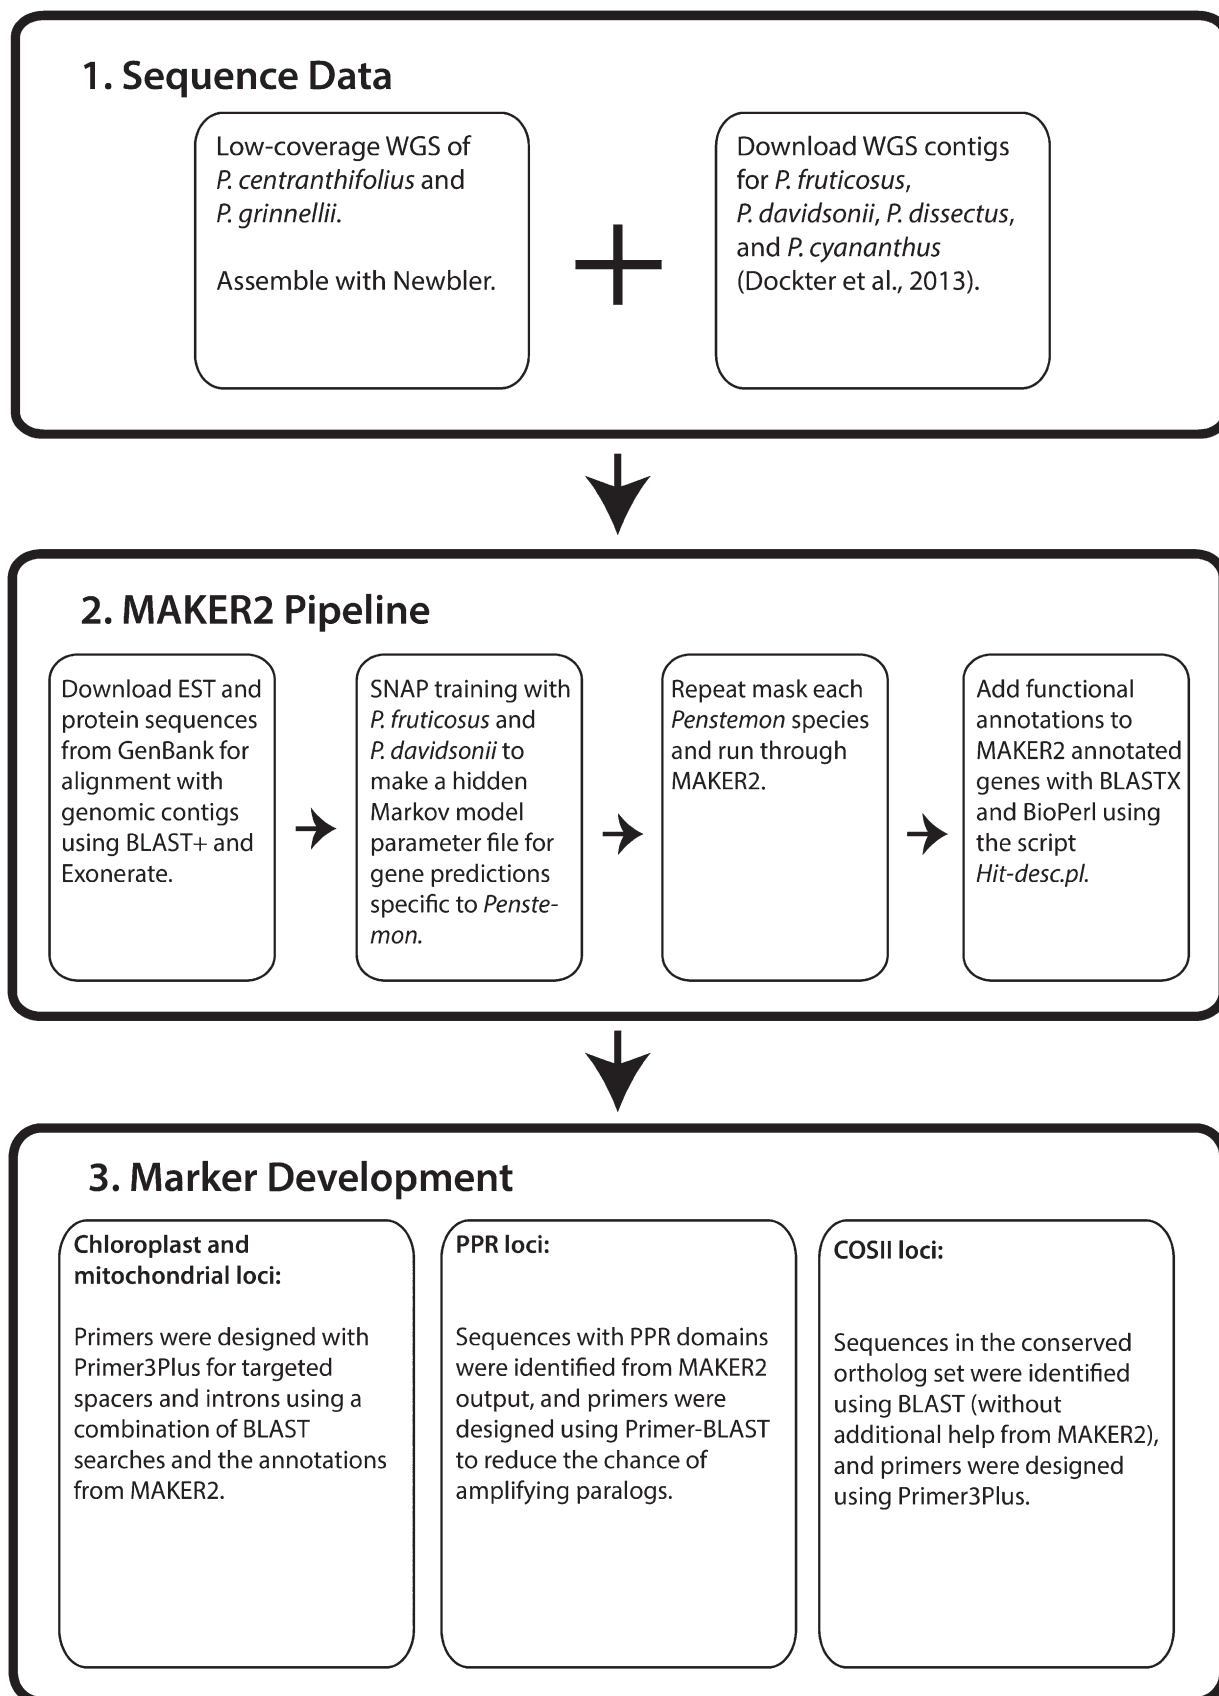 1. Sequence Data
Low-coverage WGS of
P. centranthifolius and
P. grinnellii.
Assemble with Newbler.
Download WGS contigs
for P. fruticosus,
P. davidsonii, P. dissectus,
and P. cyananthus
(Dockter et al., 2013).
2. MAKER2 Pipeline
Download EST and
protein sequences
from GenBank for
alignment with
genomic contigs
using BLAST+ and
Exonerate.
SNAP training with
P. fruticosus and
P. davidsonii to
make a hidden
Markov model
parameter file for
gene predictions
specific to Penste-
mon.
Repeat mask each
Penstemon species
and run through
MAKER2.
Add functional
annotations to
MAKER2 annotated
genes with BLASTX
and BioPerl using
the script
Hit-desc.pl.
3. Marker Development
Chloroplast and
mitochondrial loci:
Primers were designed with
Primer3Plus for targeted
spacers and introns using a
combination of BLAST
searches and the annotations
from MAKER2.
PPR loci:
Sequences with PPR domains
were identified from MAKER2
output, and primers were
designed using Primer-BLAST
to reduce the chance of
amplifying paralogs.
COSII loci:
Sequences in the conserved
ortholog set were identified
using BLAST (without
additional help from MAKER2),
and primers were designed
using Primer3Plus.